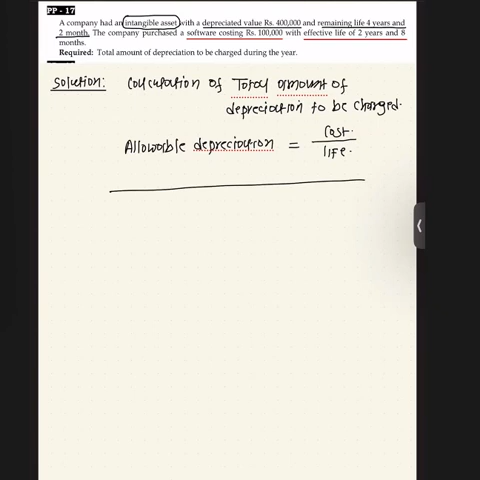 PP - 17
A company had an intangible asset with a depreciated value Rs. 400,000 and remaining life 4 years and
2 month. The company purchased a software costing Rs. 100,000 with effective life of 2 years and 8
months.
Required: Total amount of depreciation to be charged during the year.
Solution: Calculation of Total amount of
depreciation to be charged.
Allowable depreciation = Cost.
life.